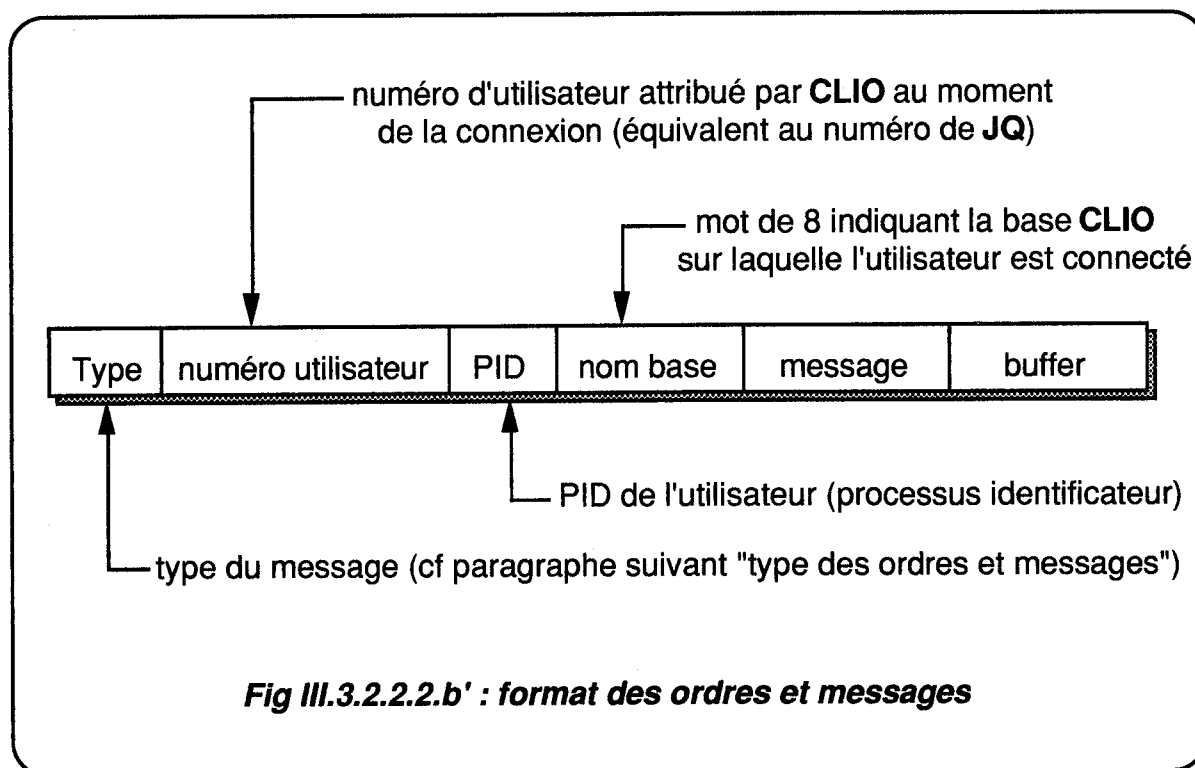 numéro d'utilisateur attribué par CLIO au moment
de la connexion (équivalent au numéro de JQ)
mot de 8 indiquant la base CLIO
sur laquelle l'utilisateur est connecté
Type numéro utilisateur PID nom base message buffer
PID de l'utilisateur (processus identificateur)
type du message (cf paragraphe suivant "type des ordres et messages")
Fig III.3.2.2.2.b' : format des ordres et messages